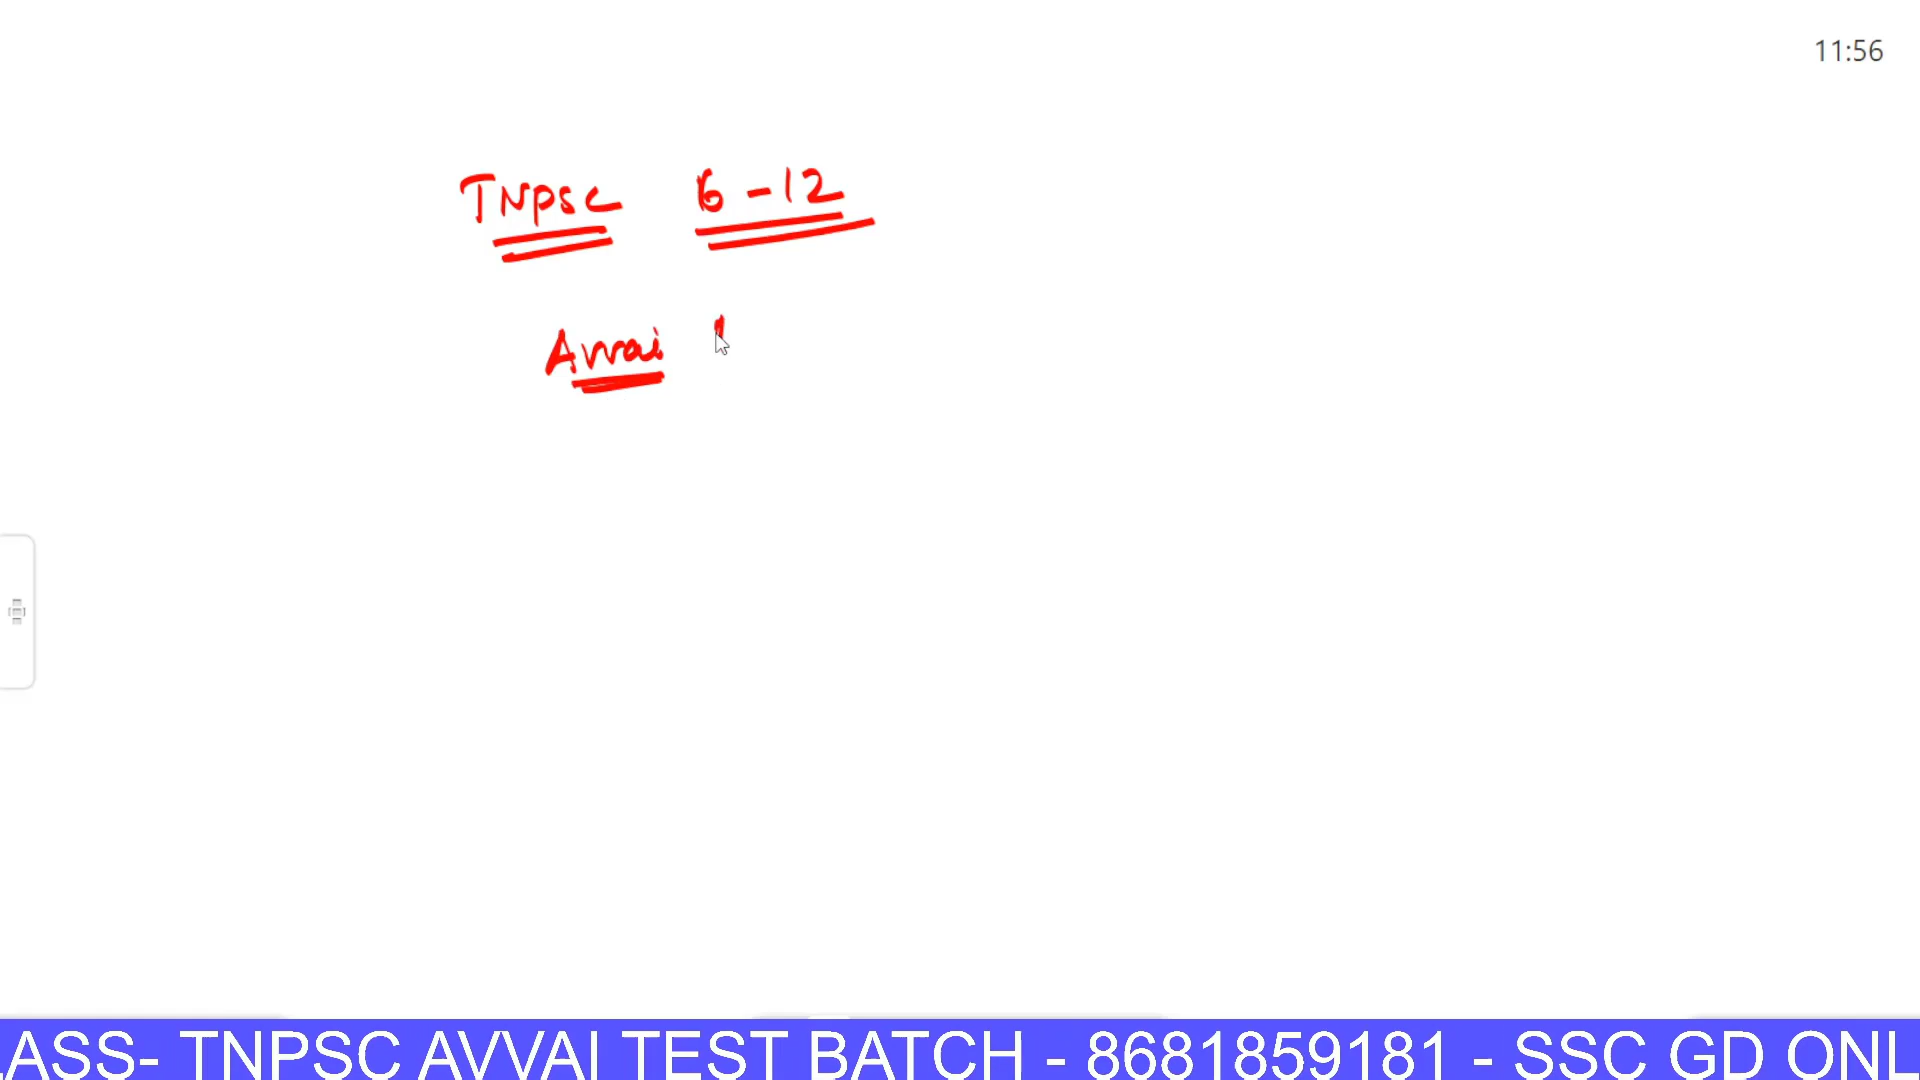 11:56
TNPSC 6-12
Avvai
ASS- TNPSC AVVAI TEST BATCH - 8681859181 - SSC GD ONL